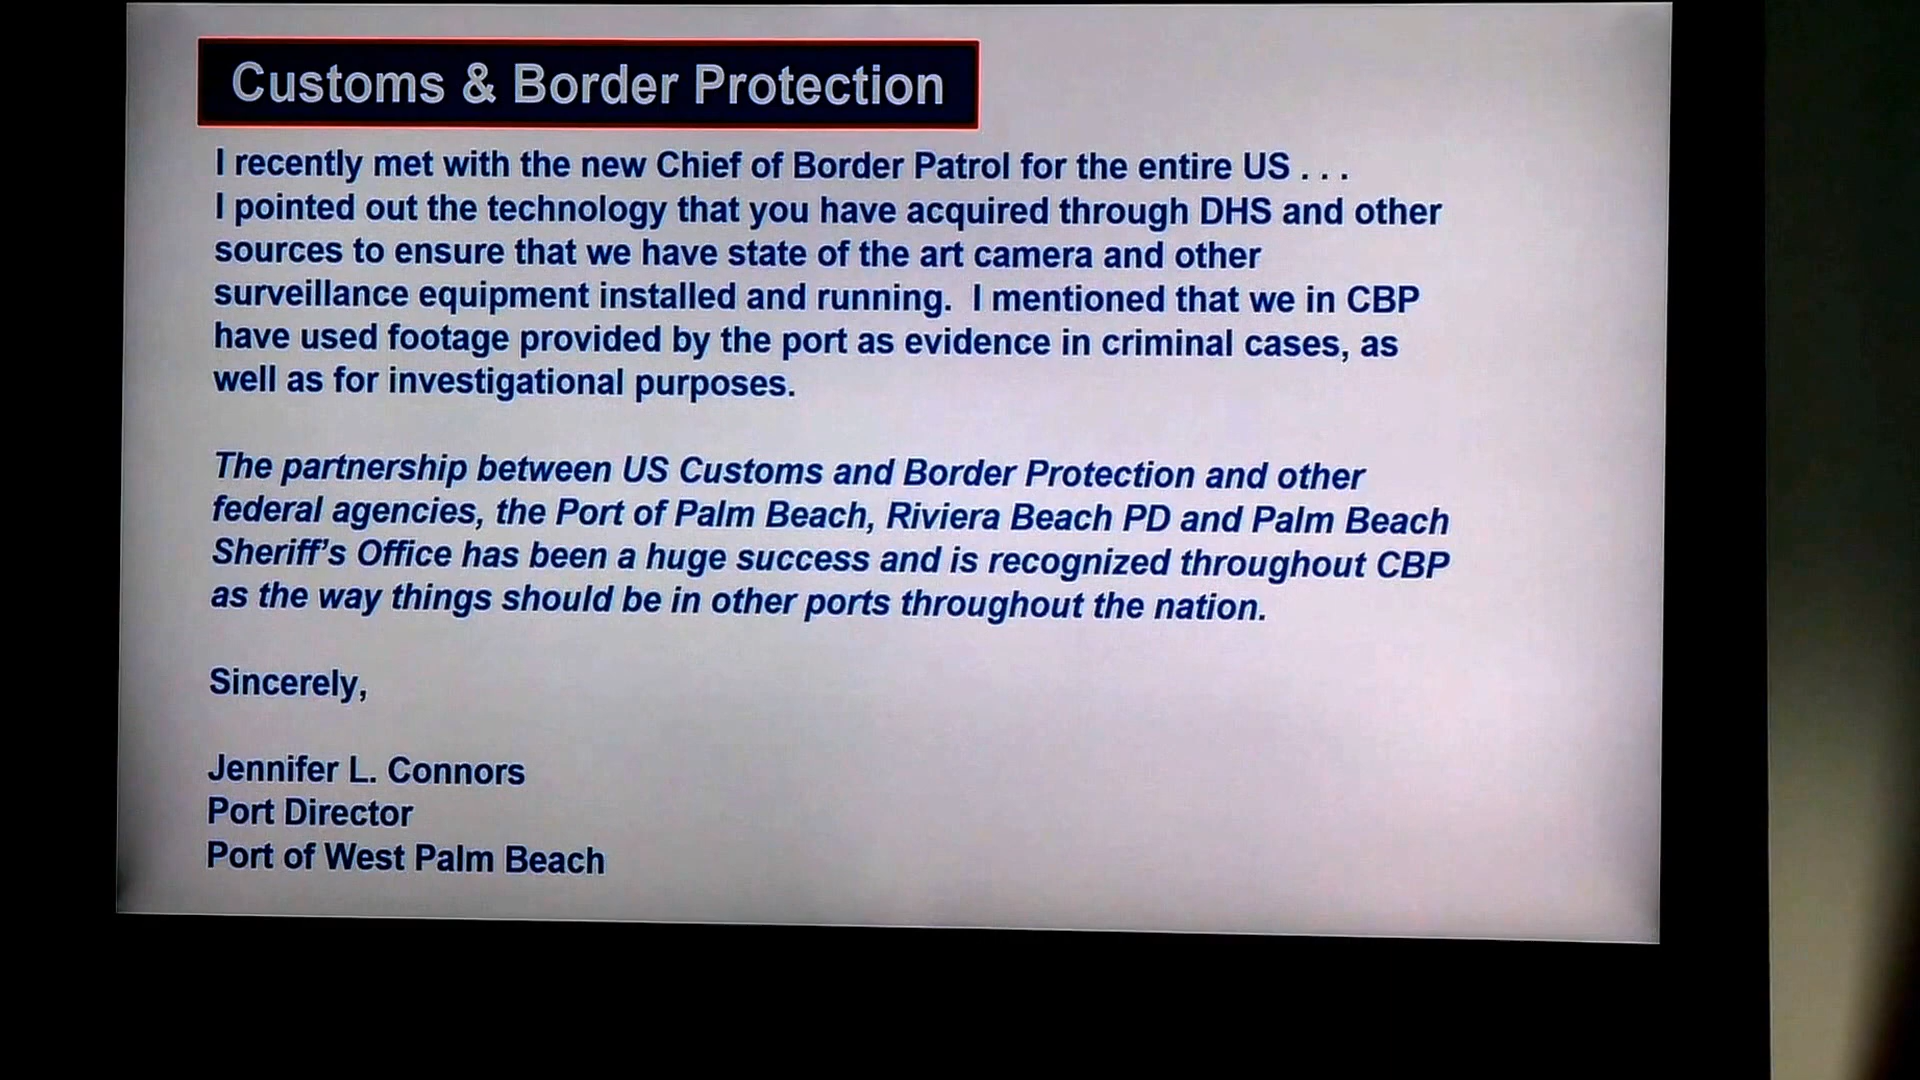 Customs & Border Protection
I recently met with the new Chief of Border Patrol for the entire US . . .
I pointed out the technology that you have acquired through DHS and other
sources to ensure that we have state of the art camera and other
surveillance equipment installed and running.  I mentioned that we in CBP
have used footage provided by the port as evidence in criminal cases, as
well as for investigational purposes.
The partnership between US Customs and Border Protection and other
federal agencies, the Port of Palm Beach, Riviera Beach PD and Palm Beach
Sheriff’s Office has been a huge success and is recognized throughout CBP
as the way things should be in other ports throughout the nation.
Sincerely,
Jennifer L. Connors
Port Director
Port of West Palm Beach